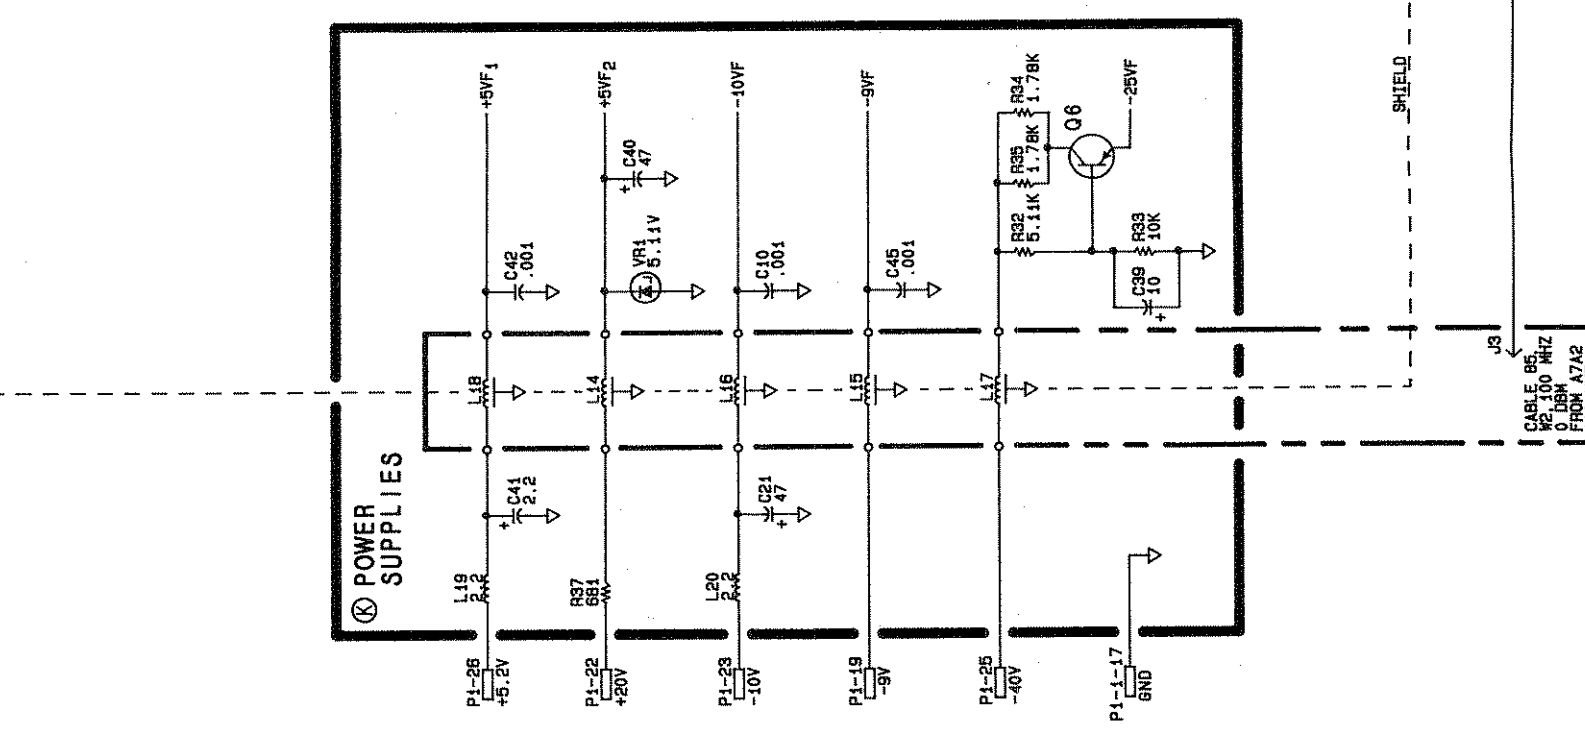 K POWER
SUPPLIES
P1-26
+5.2V
L19
2.2
C41
2.2
+
L18
C42
.001
+5VF1
P1-22
+20V
R37
681
L14
VR1
5.11V
C40
47
+
+5VF2
P1-23
-10V
L20
2.2
C21
47
+
L16
C10
.001
-10VF
P1-19
-9V
L15
C45
.001
-9VF
P1-25
-40V
L17
R32
5.11K
R35
1.78K
R34
1.78K
Q6
-25VF
C39
10
+
R33
10K
P1-1-17
GND
SHIELD
J3
CABLE 85,
W2, 100 MHZ
0 DBM
FROM A7A2